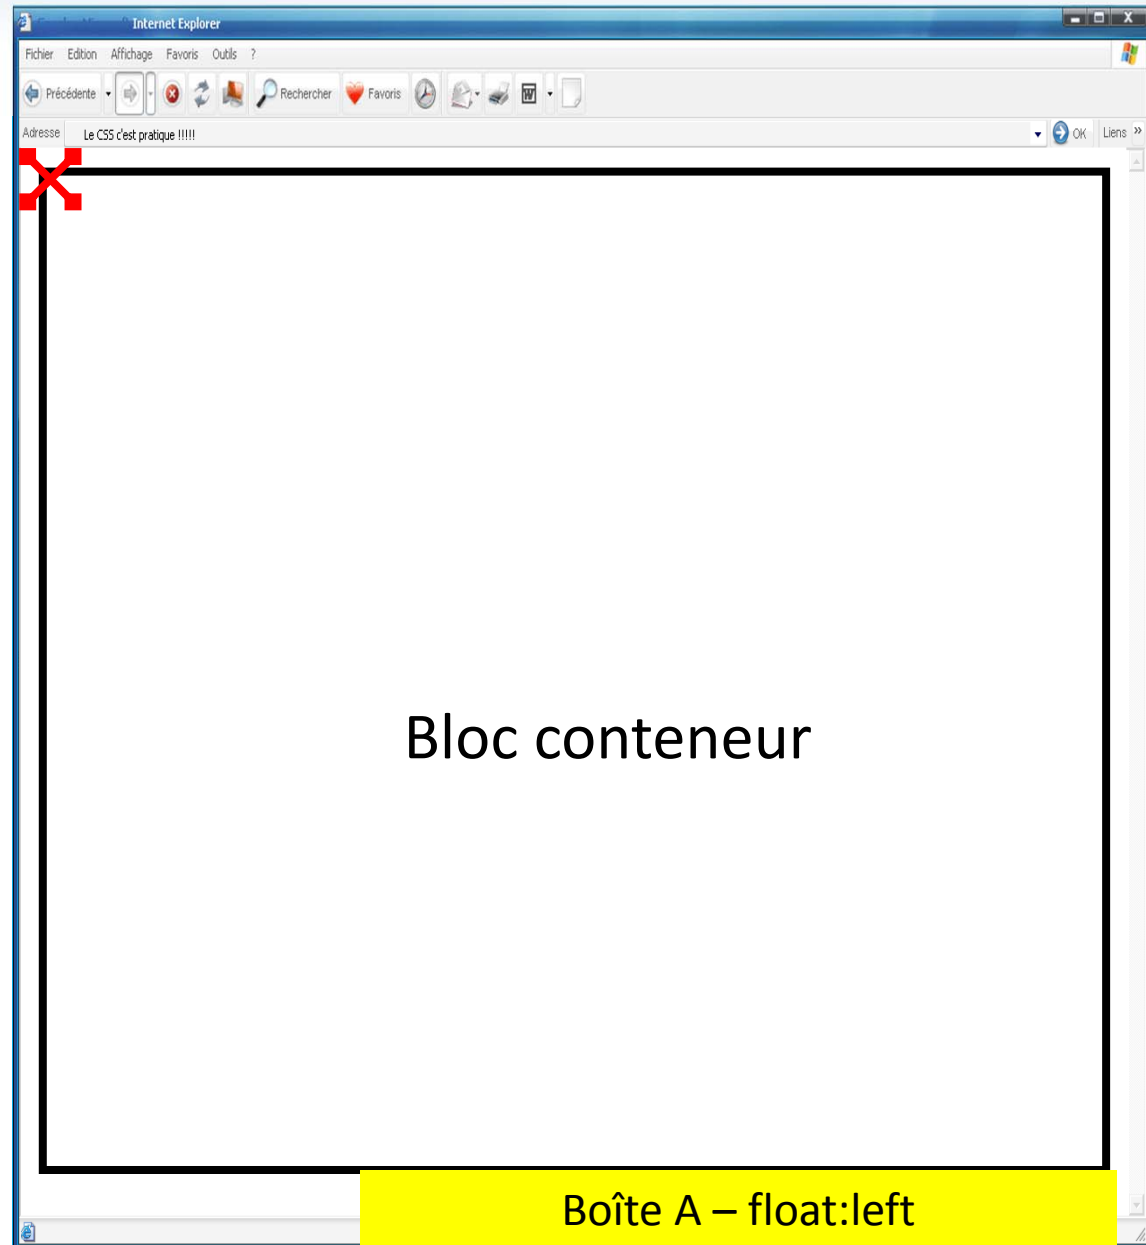 Internet Explorer
Fichier Edition Affichage Favoris Outils ?
Précédente Rechercher Favoris
Adresse Le CSS c'est pratique !!!!! OK Liens »
Bloc conteneur
Boîte A – float:left